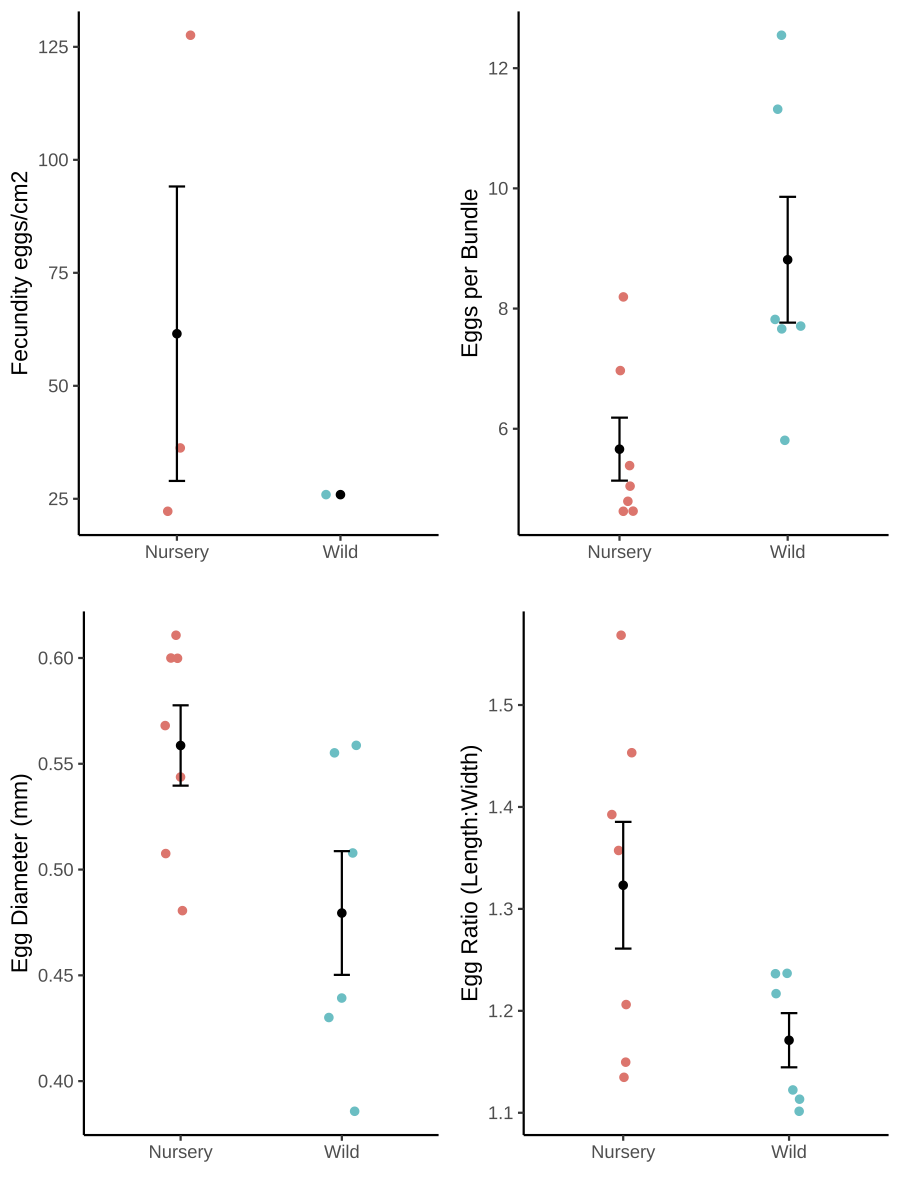 Fecundity eggs/cm2
125
100
75
50
25
Nursery
Wild
Eggs per Bundle
12
10
8
6
Nursery
Wild
Egg Diameter (mm)
0.60
0.55
0.50
0.45
0.40
Nursery
Wild
Egg Ratio (Length:Width)
1.5
1.4
1.3
1.2
1.1
Nursery
Wild